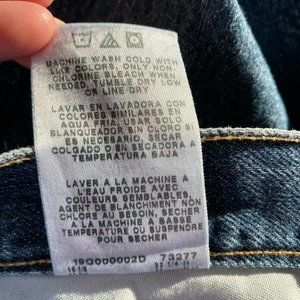 MACHINE WASH COLD WITH
LIKE COLORS, ONLY NON-
CHLORINE BLEACH WHEN
NEEDED, TUMBLE DRY LOW
OR LINE DRY
LAVAR EN LAVADORA CON
COLORES SIMILARES EN
AGUA FRIA. USAR SOLO
BLANQUEADOR SIN CLORO SI
ES NECESARIO. SECAR
COLGADO O EN SECADORA A
TEMPERATURA BAJA
LAVER A LA MACHINE A
L'EAU FROIDE AVEC
COULEURS SEMBLABLES,
AGENT DE BLANCHIMENT NON
CHLORE AU BESOIN, SECHER
A LA MACHINE A BASSE
TEMPERATURE OU SUSPENDRE
POUR SECHER
19G000002D 73277